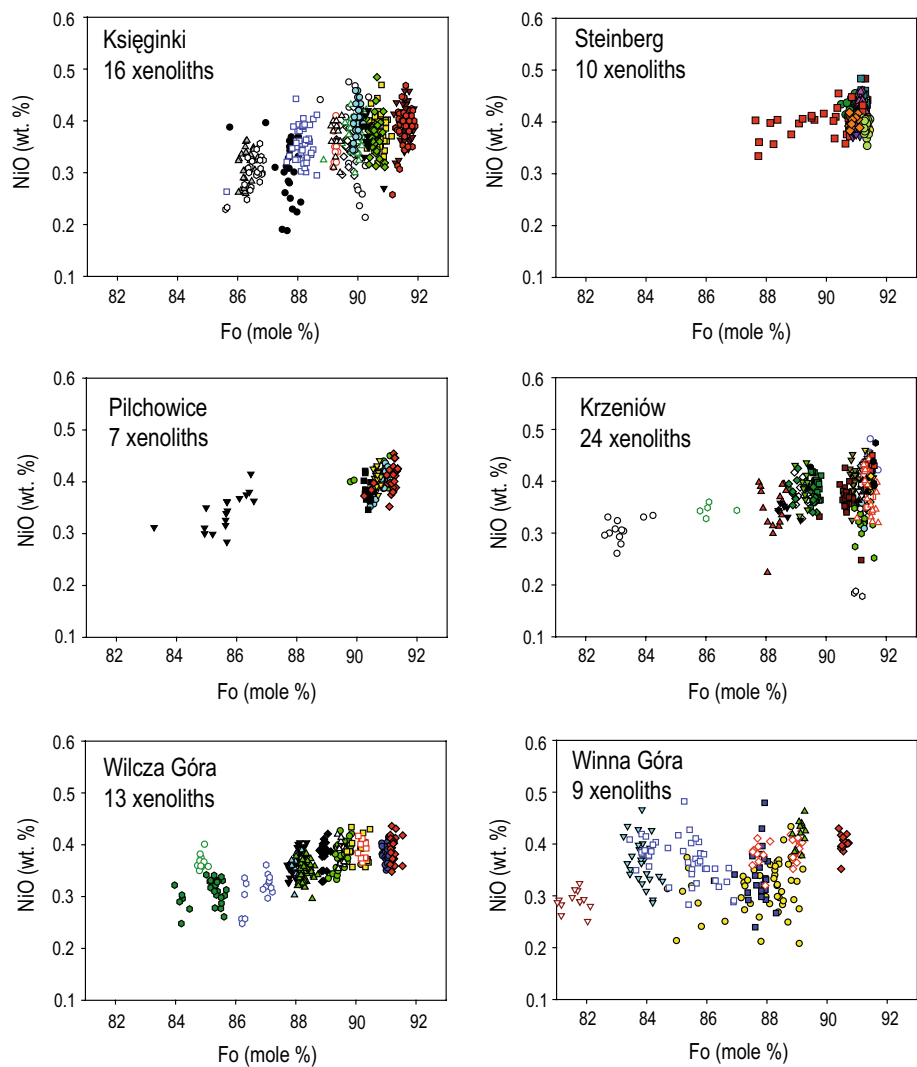 Księginki
16 xenoliths
NiO (wt. %)
0.6
0.5
0.4
0.3
0.2
0.1
82 84 86 88 90 92
Fo (mole %)
Steinberg
10 xenoliths
NiO (wt. %)
0.6
0.5
0.4
0.3
0.2
0.1
82 84 86 88 90 92
Fo (mole %)
Pilchowice
7 xenoliths
NiO (wt. %)
0.6
0.5
0.4
0.3
0.2
0.1
82 84 86 88 90 92
Fo (mole %)
Krzeniów
24 xenoliths
NiO (wt. %)
0.6
0.5
0.4
0.3
0.2
0.1
82 84 86 88 90 92
Fo (mole %)
Wilcza Góra
13 xenoliths
NiO (wt. %)
0.6
0.5
0.4
0.3
0.2
0.1
82 84 86 88 90 92
Fo (mole %)
Winna Góra
9 xenoliths
NiO (wt. %)
0.6
0.5
0.4
0.3
0.2
0.1
82 84 86 88 90 92
Fo (mole %)